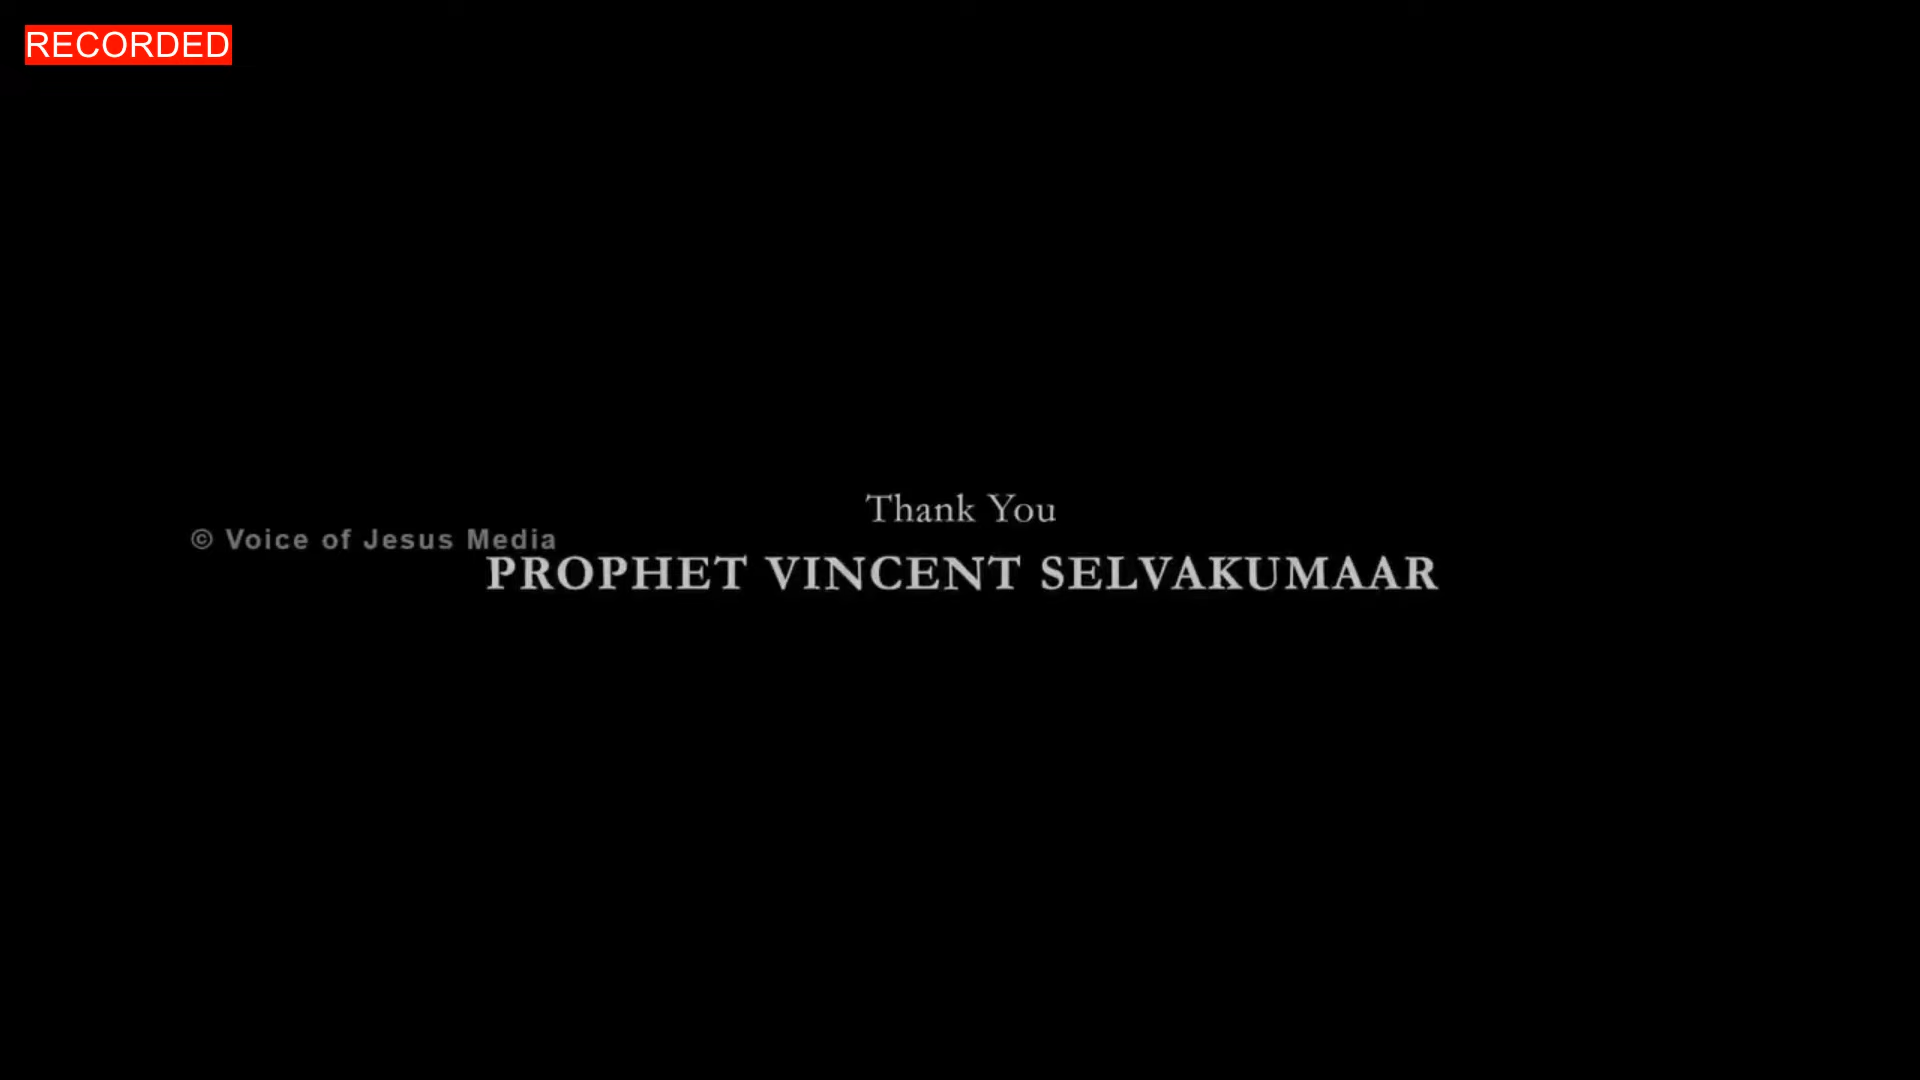 RECORDED
Thank You
© Voice of Jesus Media
PROPHET VINCENT SELVAKUMAAR